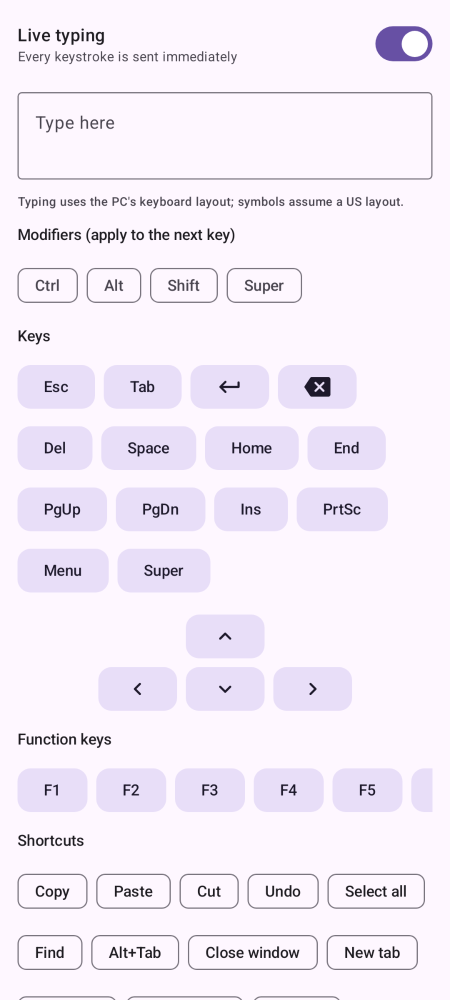 Live typing
Every keystroke is sent immediately
Type here
Typing uses the PC's keyboard layout; symbols assume a US layout.
Modifiers (apply to the next key)
Ctrl Alt Shift Super
Keys
Esc Tab
Del Space Home End
PgUp PgDn Ins PrtSc
Menu Super
Function keys
F1 F2 F3 F4 F5
Shortcuts
Copy Paste Cut Undo Select all
Find Alt+Tab Close window New tab